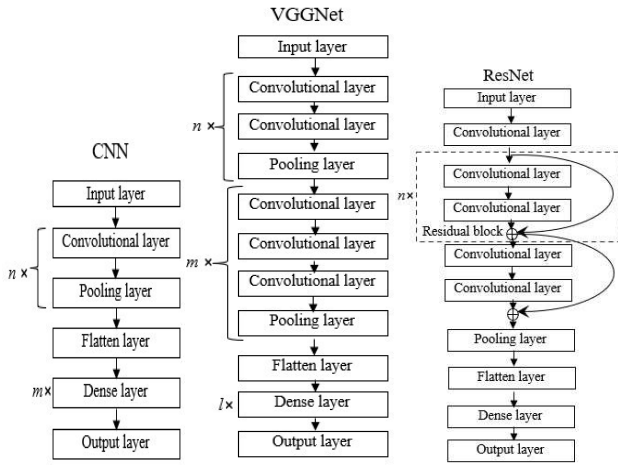 CNN
Input layer
n ×
Convolutional layer
Pooling layer
Flatten layer
m×
Dense layer
Output layer
VGGNet
Input layer
n ×
Convolutional layer
Convolutional layer
Pooling layer
m ×
Convolutional layer
Convolutional layer
Convolutional layer
Pooling layer
Flatten layer
l×
Dense layer
Output layer
ResNet
Input layer
Convolutional layer
n×
Convolutional layer
Convolutional layer
Residual block
Convolutional layer
Convolutional layer
Pooling layer
Flatten layer
Dense layer
Output layer